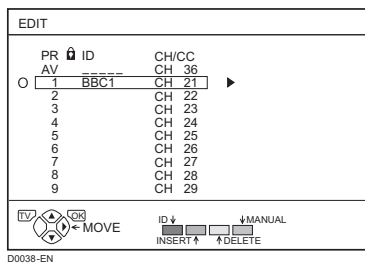 EDIT
PR ID CH/CC
AV _ _ _ _ _ CH 36
1 BBC1 CH 21
2 CH 22
3 CH 23
4 CH 24
5 CH 25
6 CH 26
7 CH 27
8 CH 28
9 CH 29
TV OK
MOVE
ID MANUAL
INSERT DELETE
D0038-EN